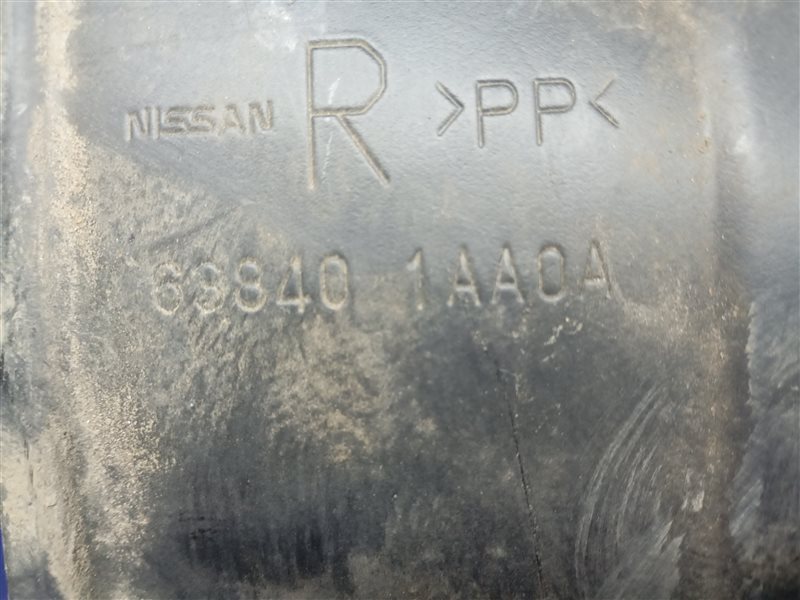 NISSAN R >PP<
63840 1AA0A